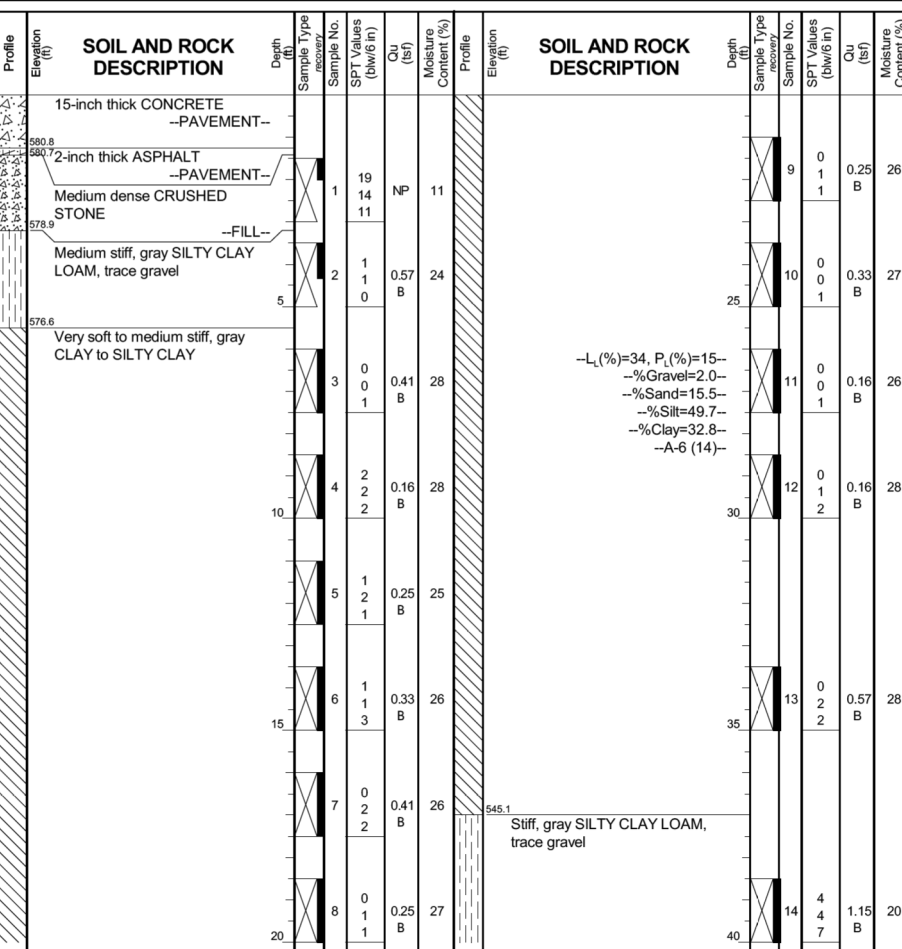 Profile
Elevation
(ft)
SOIL AND ROCK
DESCRIPTION
Depth
(ft)
Sample Type
recovery
Sample No.
SPT Values
(blw/6 in)
Qu
(tsf)
Moisture
Content (%)
15-inch thick CONCRETE
--PAVEMENT--
580.8
580.7
2-inch thick ASPHALT
--PAVEMENT--
Medium dense CRUSHED
STONE
578.9
--FILL--
1
19
14
11
NP
11
Medium stiff, gray SILTY CLAY
LOAM, trace gravel
2
1
1
0
0.57
B
24
5
576.6
Very soft to medium stiff, gray
CLAY to SILTY CLAY
3
0
0
1
0.41
B
28
4
2
2
2
0.16
B
28
10
5
1
2
1
0.25
B
25
6
1
1
3
0.33
B
26
15
7
0
2
2
0.41
B
26
8
0
1
1
0.25
B
27
20
Profile
Elevation
(ft)
SOIL AND ROCK
DESCRIPTION
Depth
(ft)
Sample Type
recovery
Sample No.
SPT Values
(blw/6 in)
Qu
(tsf)
Moisture
Content (%)
9
0
1
1
0.25
B
26
10
0
0
1
0.33
B
27
25
--LL(%)=34, PL(%)=15--
--%Gravel=2.0--
--%Sand=15.5--
--%Silt=49.7--
--%Clay=32.8--
--A-6 (14)--
11
0
0
1
0.16
B
26
12
0
1
2
0.16
B
28
30
13
0
2
2
0.57
B
28
35
545.1
Stiff, gray SILTY CLAY LOAM,
trace gravel
14
4
4
7
1.15
B
20
40